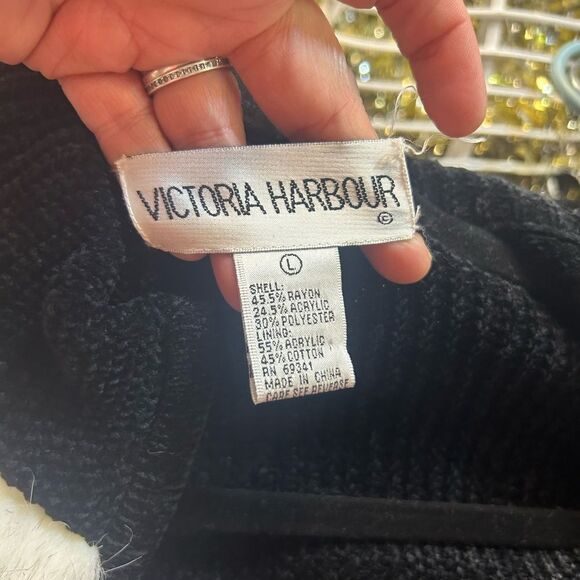 VICTORIA HARBOUR
©
L
SHELL:
45.5% RAYON
24.5% ACRYLIC
30% POLYESTER
LINING:
55% ACRYLIC
45% COTTON
RN 69341
MADE IN CHINA
CARE SEE REVERSE